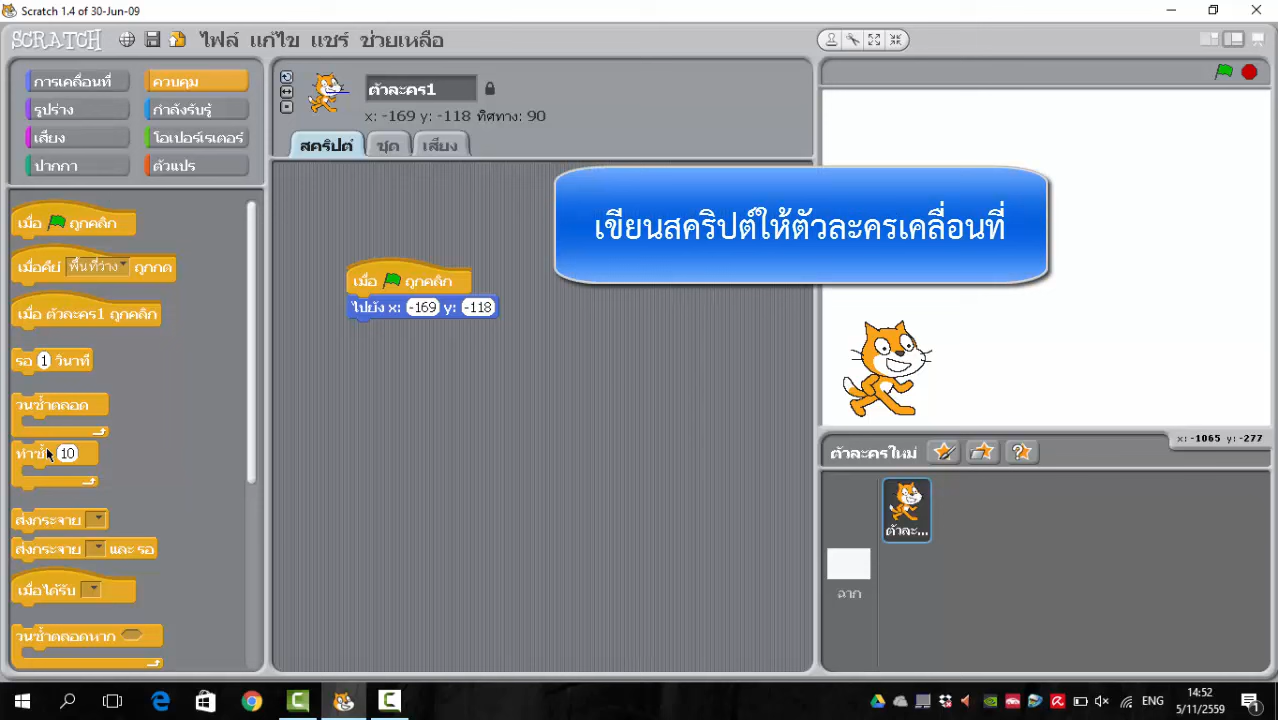 Scratch 1.4 of 30-Jun-09
SCRATCH ไฟล์ แก้ไข แชร์ ช่วยเหลือ
การเคลื่อนที่ ควบคุม
รูปร่าง กำลังรับรู้
เสียง โอเปอร์เรเตอร์
ปากกา ตัวแปร
ตัวละคร1
x: -169 y: -118 ทิศทาง: 90
สคริปต์ ชุด เสียง
เมื่อ ถูกคลิก
เมื่อคีย์ พื้นที่ว่าง ถูกกด
เมื่อ ตัวละคร1 ถูกคลิก
รอ 1 วินาที
วนซ้ำตลอด
ทำซ้ำ 10
ส่งกระจาย
ส่งกระจาย และ รอ
เมื่อได้รับ
วนซ้ำตลอดหาก
เมื่อ ถูกคลิก
ไปยัง x: -169 y: -118
เขียนสคริปต์ให้ตัวละครเคลื่อนที่
x: -1065 y: -277
ตัวละครใหม่
ตัวละ...
ฉาก
ENG
14:52
5/11/2559
1